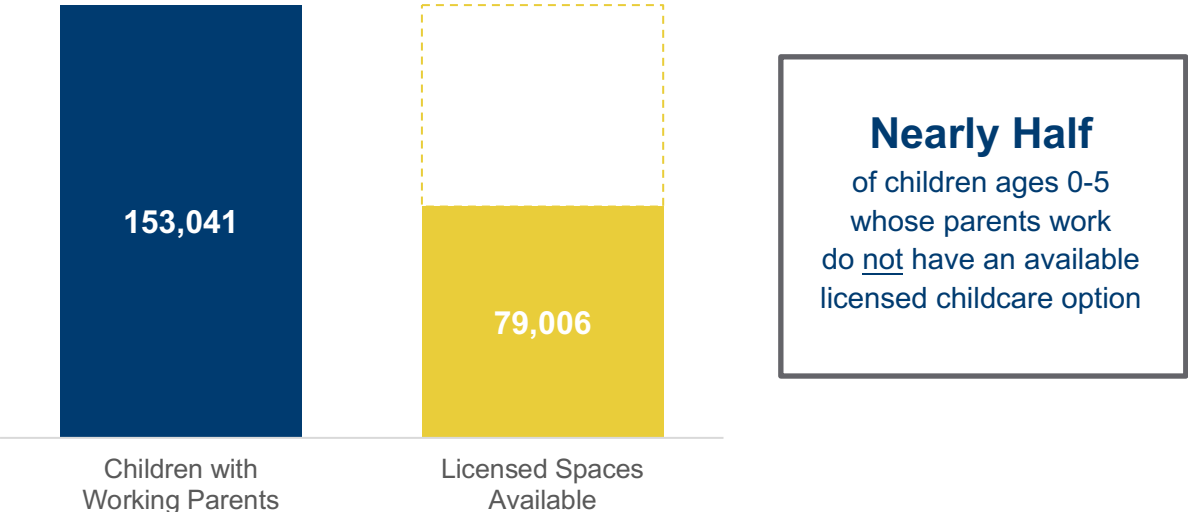 153,041
79,006
Children with
Working Parents
Licensed Spaces
Available
Nearly Half
of children ages 0-5
whose parents work
do not have an available
licensed childcare option